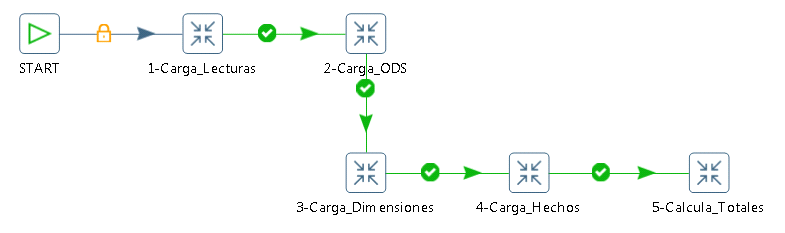 START
1-Carga_Lecturas
2-Carga_ODS
3-Carga_Dimensiones
4-Carga_Hechos
5-Calcula_Totales